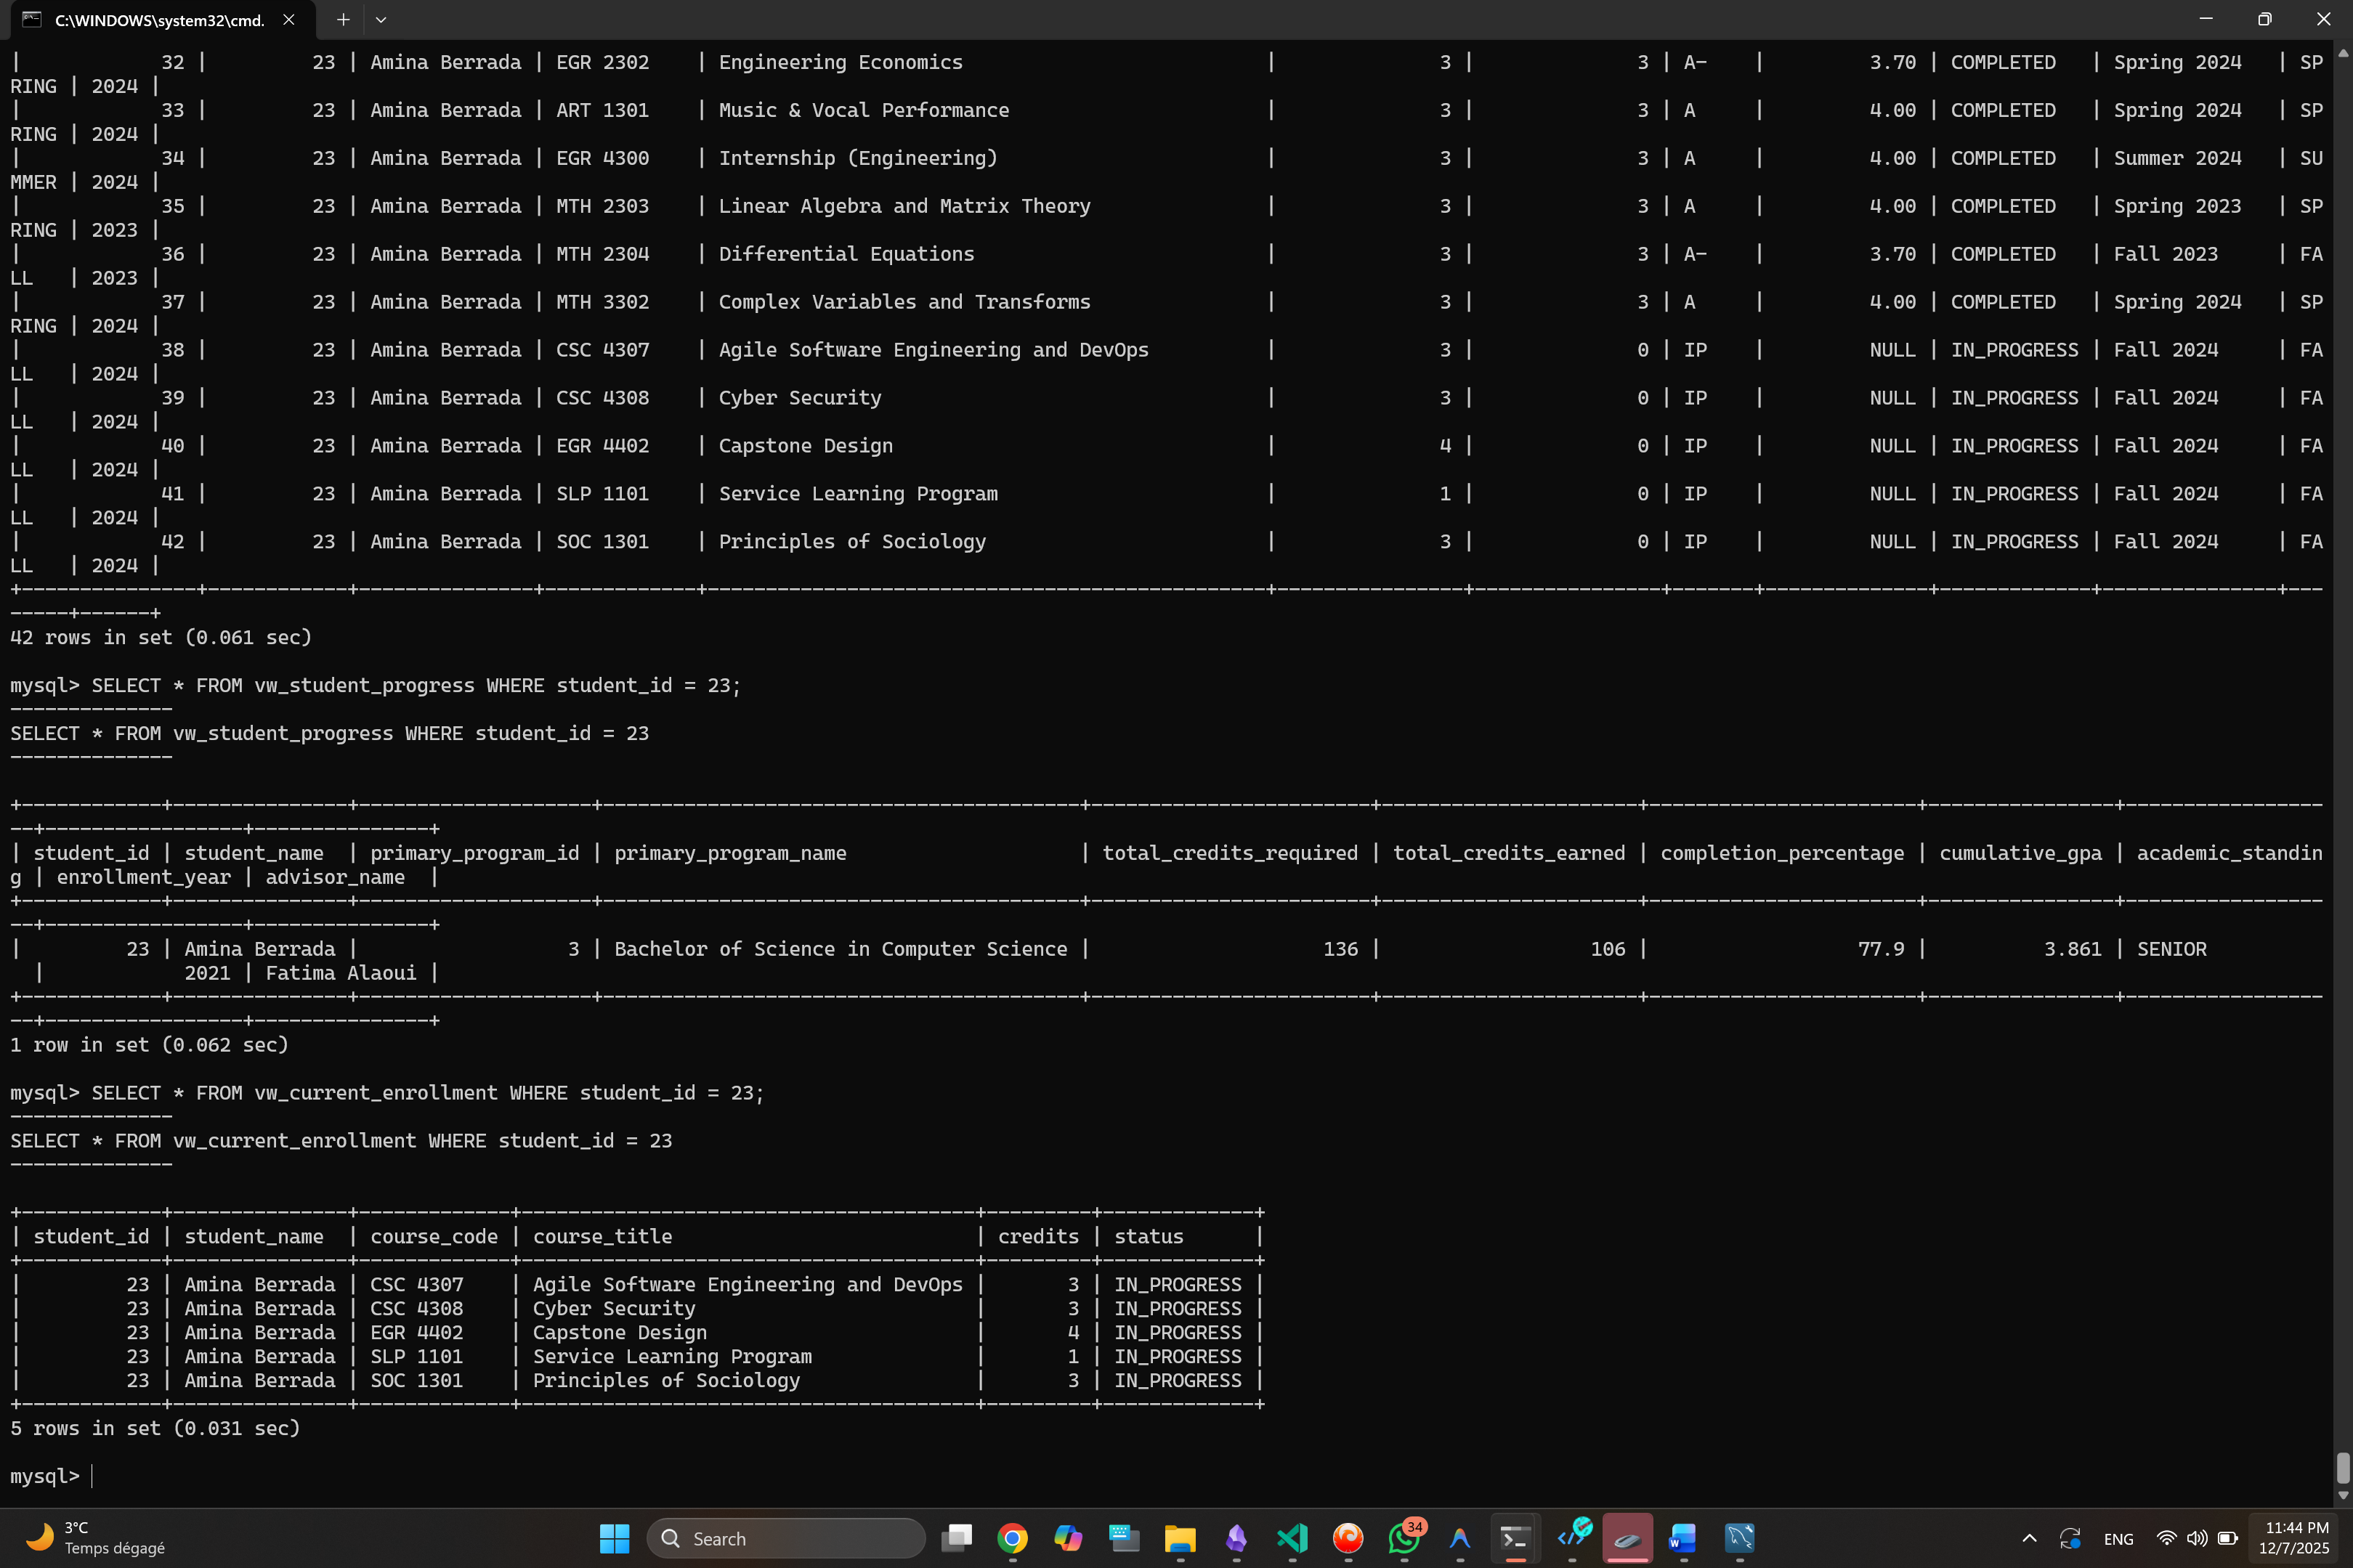 C:\WINDOWS\system32\cmd.
|            32 |         23 | Amina Berrada | EGR 2302    | Engineering Economics                          |              3 |              3 | A-    |         3.70 | COMPLETED   | Spring 2024   | SP
RING | 2024 |
|            33 |         23 | Amina Berrada | ART 1301    | Music & Vocal Performance                      |              3 |              3 | A     |         4.00 | COMPLETED   | Spring 2024   | SP
RING | 2024 |
|            34 |         23 | Amina Berrada | EGR 4300    | Internship (Engineering)                       |              3 |              3 | A     |         4.00 | COMPLETED   | Summer 2024   | SU
MMER | 2024 |
|            35 |         23 | Amina Berrada | MTH 2303    | Linear Algebra and Matrix Theory               |              3 |              3 | A     |         4.00 | COMPLETED   | Spring 2023   | SP
RING | 2023 |
|            36 |         23 | Amina Berrada | MTH 2304    | Differential Equations                         |              3 |              3 | A-    |         3.70 | COMPLETED   | Fall 2023     | FA
LL   | 2023 |
|            37 |         23 | Amina Berrada | MTH 3302    | Complex Variables and Transforms               |              3 |              3 | A     |         4.00 | COMPLETED   | Spring 2024   | SP
RING | 2024 |
|            38 |         23 | Amina Berrada | CSC 4307    | Agile Software Engineering and DevOps          |              3 |              0 | IP    |         NULL | IN_PROGRESS | Fall 2024     | FA
LL   | 2024 |
|            39 |         23 | Amina Berrada | CSC 4308    | Cyber Security                                 |              3 |              0 | IP    |         NULL | IN_PROGRESS | Fall 2024     | FA
LL   | 2024 |
|            40 |         23 | Amina Berrada | EGR 4402    | Capstone Design                                |              4 |              0 | IP    |         NULL | IN_PROGRESS | Fall 2024     | FA
LL   | 2024 |
|            41 |         23 | Amina Berrada | SLP 1101    | Service Learning Program                       |              1 |              0 | IP    |         NULL | IN_PROGRESS | Fall 2024     | FA
LL   | 2024 |
|            42 |         23 | Amina Berrada | SOC 1301    | Principles of Sociology                        |              3 |              0 | IP    |         NULL | IN_PROGRESS | Fall 2024     | FA
LL   | 2024 |
42 rows in set (0.061 sec)
mysql> SELECT * FROM vw_student_progress WHERE student_id = 23;
--------------
SELECT * FROM vw_student_progress WHERE student_id = 23
--------------
| student_id | student_name  | primary_program_id | primary_program_name                    | total_credits_required | total_credits_earned | completion_percentage | cumulative_gpa | academic_standin
g | enrollment_year | advisor_name  |
|         23 | Amina Berrada |                  3 | Bachelor of Science in Computer Science |                    136 |                  106 |                  77.9 |          3.861 | SENIOR
  |            2021 | Fatima Alaoui |
1 row in set (0.062 sec)
mysql> SELECT * FROM vw_current_enrollment WHERE student_id = 23;
--------------
SELECT * FROM vw_current_enrollment WHERE student_id = 23
--------------
| student_id | student_name  | course_code | course_title                          | credits | status      |
|         23 | Amina Berrada | CSC 4307    | Agile Software Engineering and DevOps |       3 | IN_PROGRESS |
|         23 | Amina Berrada | CSC 4308    | Cyber Security                        |       3 | IN_PROGRESS |
|         23 | Amina Berrada | EGR 4402    | Capstone Design                       |       4 | IN_PROGRESS |
|         23 | Amina Berrada | SLP 1101    | Service Learning Program              |       1 | IN_PROGRESS |
|         23 | Amina Berrada | SOC 1301    | Principles of Sociology               |       3 | IN_PROGRESS |
5 rows in set (0.031 sec)
mysql>
3°C
Temps dégagé
Search
34
ENG
11:44 PM
12/7/2025